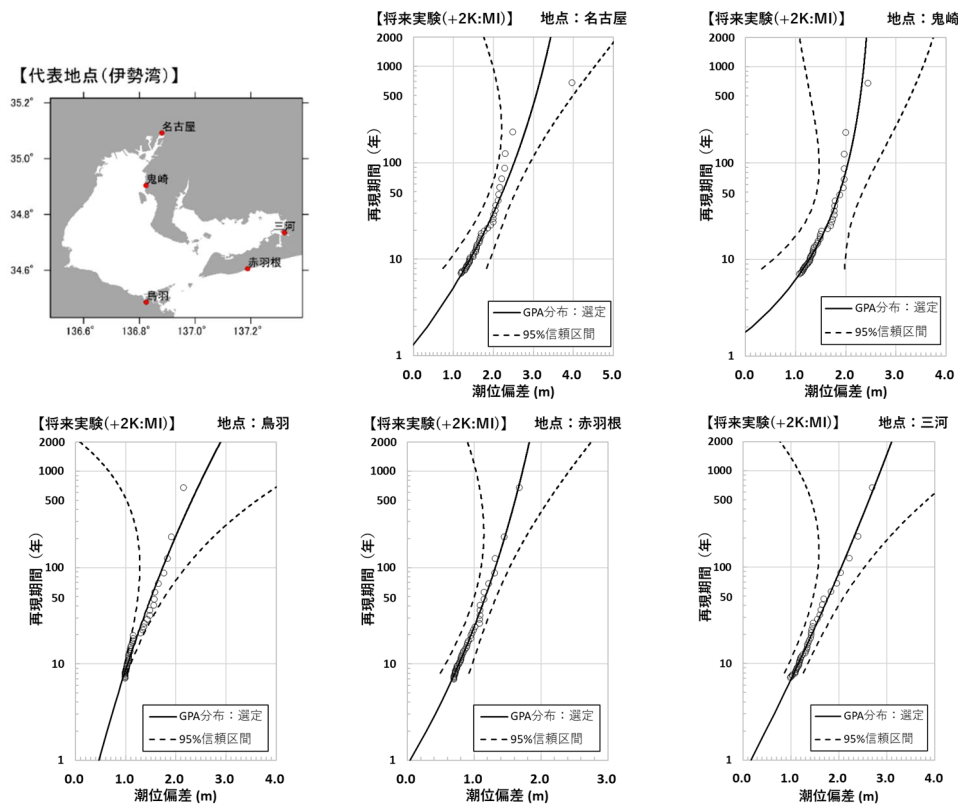 【代表地点(伊勢湾)】
35.2°
35.0°
34.8°
34.6°
136.6°
136.8°
137.0°
137.2°
名古屋
鬼崎
三河
赤羽根
鳥羽
【将来実験(+2K:MI)】 地点：名古屋
再現期間（年）
2000
1000
500
100
50
10
1
0.0 1.0 2.0 3.0 4.0 5.0
潮位偏差 (m)
GPA分布：選定
95%信頼区間
【将来実験(+2K:MI)】 地点：鬼崎
再現期間（年）
2000
1000
500
100
50
10
1
0.0 1.0 2.0 3.0 4.0
潮位偏差 (m)
GPA分布：選定
95%信頼区間
【将来実験(+2K:MI)】 地点：鳥羽
再現期間（年）
2000
1000
500
100
50
10
1
0.0 1.0 2.0 3.0 4.0
潮位偏差 (m)
GPA分布：選定
95%信頼区間
【将来実験(+2K:MI)】 地点：赤羽根
再現期間（年）
2000
1000
500
100
50
10
1
0.0 1.0 2.0 3.0
潮位偏差 (m)
GPA分布：選定
95%信頼区間
【将来実験(+2K:MI)】 地点：三河
再現期間（年）
2000
1000
500
100
50
10
1
0.0 1.0 2.0 3.0 4.0
潮位偏差 (m)
GPA分布：選定
95%信頼区間